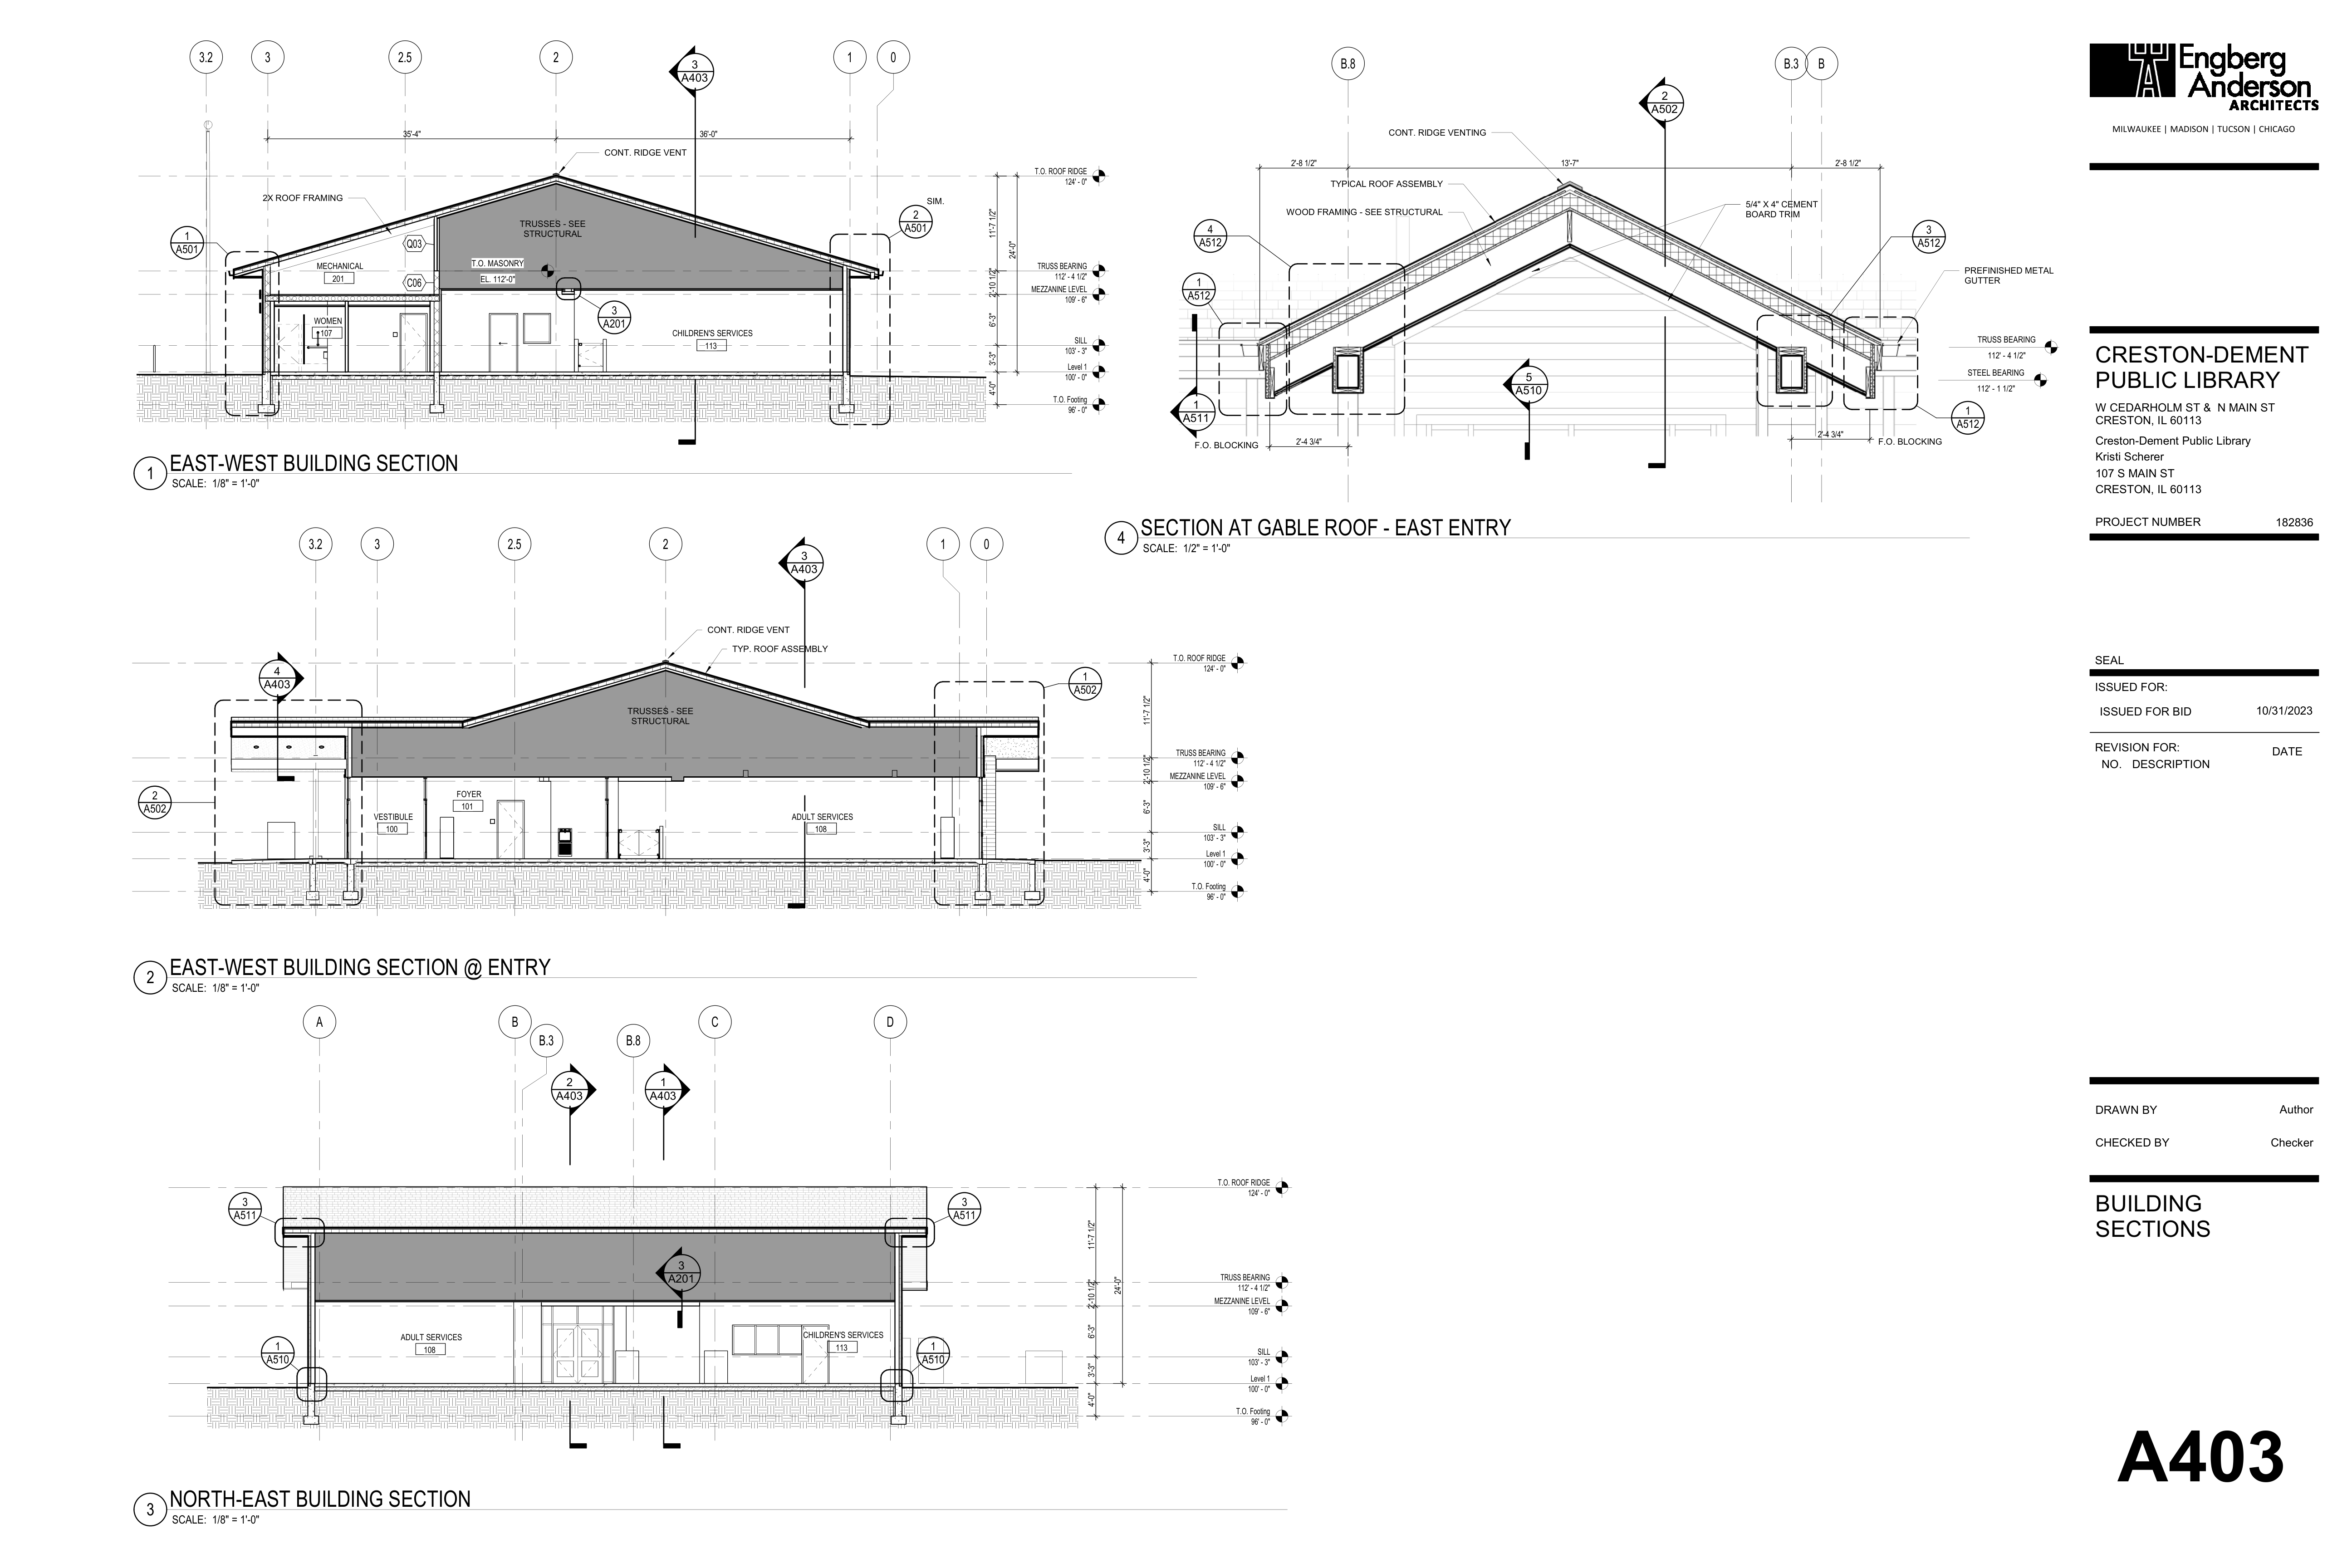 3.2
3
2.5
2
1
0
3
A403
35'-4"
36'-0"
CONT. RIDGE VENT
2X ROOF FRAMING
TRUSSES - SEE
STRUCTURAL
SIM.
2
A501
1
A501
Q03
MECHANICAL
201
T.O. MASONRY
EL. 112'-0"
C06
3
A201
WOMEN
107
CHILDREN'S SERVICES
113
11'-7 1/2"
24'-0"
2'-10 1/2"
6'-3"
3'-3"
4'-0"
T.O. ROOF RIDGE
124' - 0"
TRUSS BEARING
112' - 4 1/2"
MEZZANINE LEVEL
109' - 6"
SILL
103' - 3"
Level 1
100' - 0"
T.O. Footing
96' - 0"
1
EAST-WEST BUILDING SECTION
SCALE: 1/8" = 1'-0"
B.8
B.3
B
2
A502
CONT. RIDGE VENTING
2'-8 1/2"
13'-7"
2'-8 1/2"
TYPICAL ROOF ASSEMBLY
WOOD FRAMING - SEE STRUCTURAL
5/4" X 4" CEMENT
BOARD TRIM
4
A512
3
A512
PREFINISHED METAL
GUTTER
1
A512
TRUSS BEARING
112' - 4 1/2"
STEEL BEARING
112' - 1 1/2"
5
A510
1
A511
1
A512
F.O. BLOCKING
2'-4 3/4"
2'-4 3/4"
F.O. BLOCKING
4
SECTION AT GABLE ROOF - EAST ENTRY
SCALE: 1/2" = 1'-0"
3.2
3
2.5
2
1
0
3
A403
CONT. RIDGE VENT
TYP. ROOF ASSEMBLY
4
A403
1
A502
TRUSSES - SEE
STRUCTURAL
2
A502
VESTIBULE
100
FOYER
101
ADULT SERVICES
108
11'-7 1/2"
2'-10 1/2"
6'-3"
3'-3"
4'-0"
T.O. ROOF RIDGE
124' - 0"
TRUSS BEARING
112' - 4 1/2"
MEZZANINE LEVEL
109' - 6"
SILL
103' - 3"
Level 1
100' - 0"
T.O. Footing
96' - 0"
2
EAST-WEST BUILDING SECTION @ ENTRY
SCALE: 1/8" = 1'-0"
A
B
B.3
B.8
C
D
2
A403
1
A403
3
A511
3
A511
3
A201
ADULT SERVICES
108
CHILDREN'S SERVICES
113
1
A510
1
A510
11'-7 1/2"
24'-0"
2'-10 1/2"
6'-3"
3'-3"
4'-0"
T.O. ROOF RIDGE
124' - 0"
TRUSS BEARING
112' - 4 1/2"
MEZZANINE LEVEL
109' - 6"
SILL
103' - 3"
Level 1
100' - 0"
T.O. Footing
96' - 0"
3
NORTH-EAST BUILDING SECTION
SCALE: 1/8" = 1'-0"
Engberg
Anderson
ARCHITECTS
MILWAUKEE | MADISON | TUCSON | CHICAGO
CRESTON-DEMENT
PUBLIC LIBRARY
W CEDARHOLM ST & N MAIN ST
CRESTON, IL 60113
Creston-Dement Public Library
Kristi Scherer
107 S MAIN ST
CRESTON, IL 60113
PROJECT NUMBER 182836
SEAL
ISSUED FOR:
ISSUED FOR BID 10/31/2023
REVISION FOR: DATE
NO. DESCRIPTION
DRAWN BY Author
CHECKED BY Checker
BUILDING
SECTIONS
A403